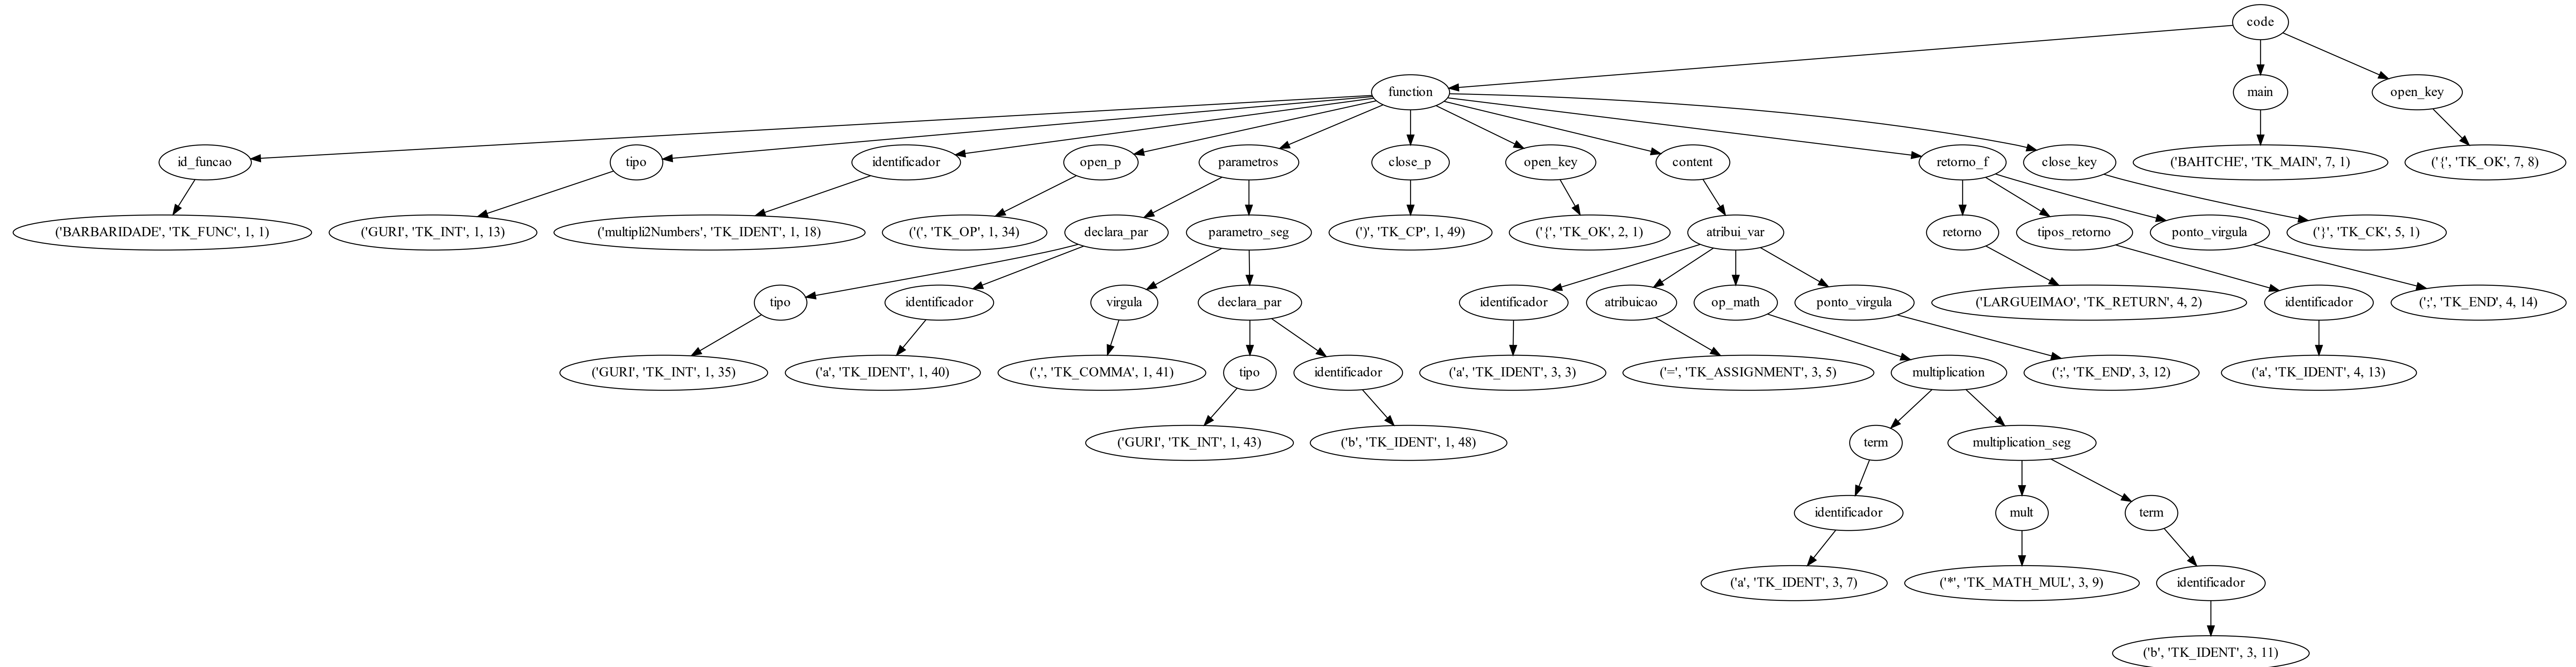 code
function
main
open_key
id_funcao
tipo
identificador
open_p
parametros
close_p
open_key
content
retorno_f
close_key
('BAHTCHE', 'TK_MAIN', 7, 1)
('{', 'TK_OK', 7, 8)
('BARBARIDADE', 'TK_FUNC', 1, 1)
('GURI', 'TK_INT', 1, 13)
('multipli2Numbers', 'TK_IDENT', 1, 18)
('(', 'TK_OP', 1, 34)
declara_par
parametro_seg
(')', 'TK_CP', 1, 49)
('{', 'TK_OK', 2, 1)
atribui_var
retorno
tipos_retorno
ponto_virgula
('}', 'TK_CK', 5, 1)
tipo
identificador
virgula
declara_par
identificador
atribuicao
op_math
ponto_virgula
('LARGUEIMAO', 'TK_RETURN', 4, 2)
identificador
(';', 'TK_END', 4, 14)
('GURI', 'TK_INT', 1, 35)
('a', 'TK_IDENT', 1, 40)
(',', 'TK_COMMA', 1, 41)
tipo
identificador
('a', 'TK_IDENT', 3, 3)
('=', 'TK_ASSIGNMENT', 3, 5)
multiplication
(';', 'TK_END', 3, 12)
('a', 'TK_IDENT', 4, 13)
('GURI', 'TK_INT', 1, 43)
('b', 'TK_IDENT', 1, 48)
term
multiplication_seg
identificador
mult
term
('a', 'TK_IDENT', 3, 7)
('*', 'TK_MATH_MUL', 3, 9)
identificador
('b', 'TK_IDENT', 3, 11)